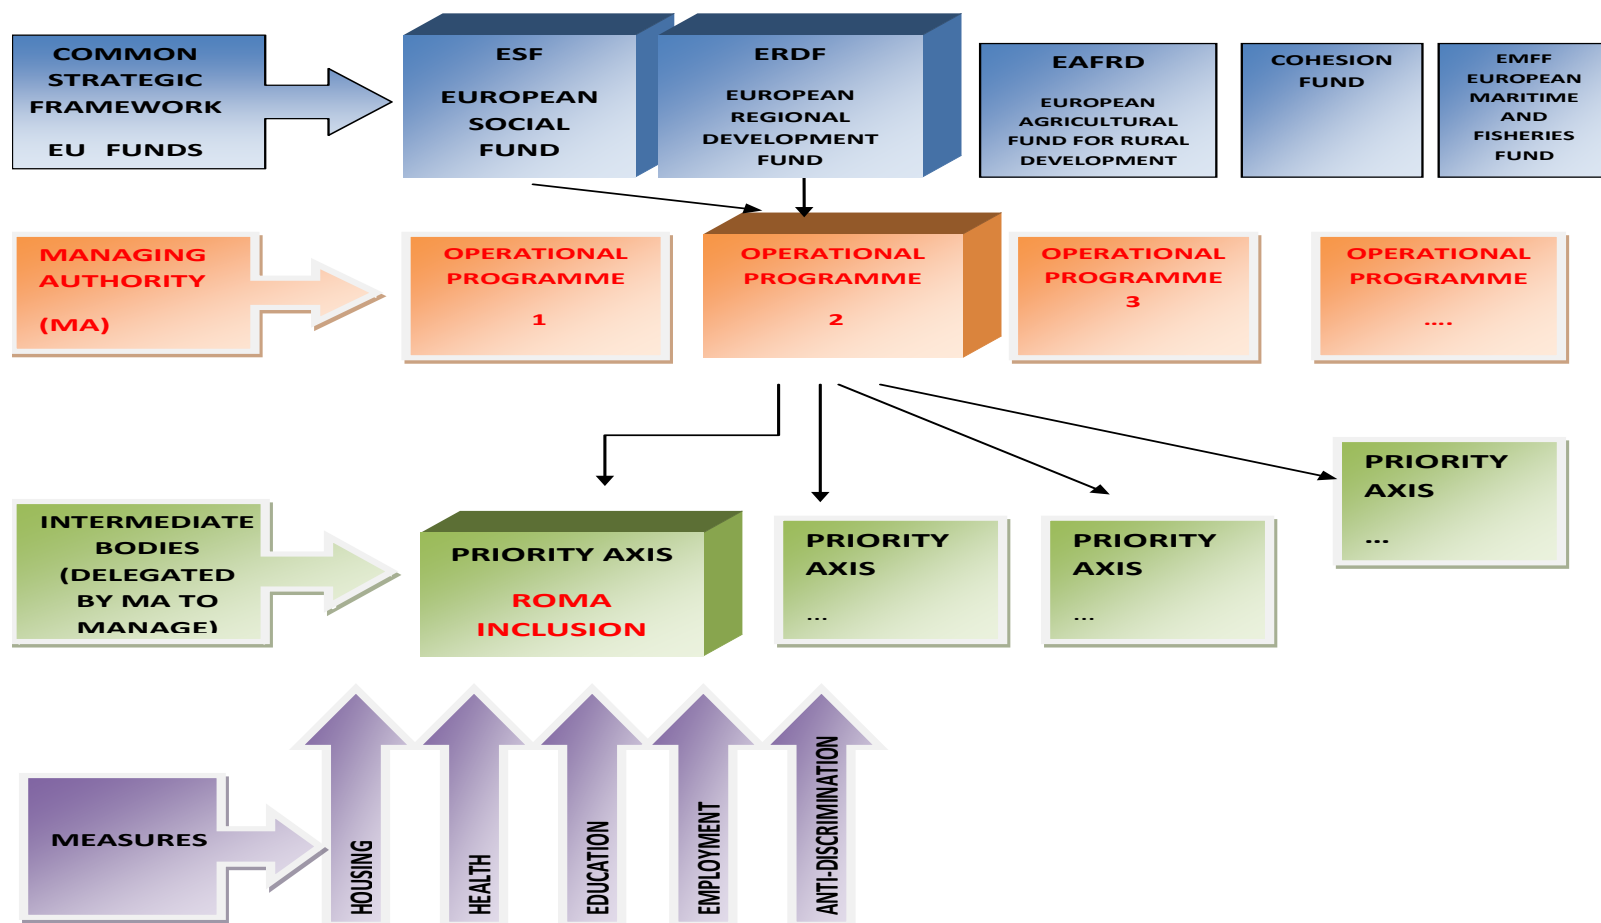 COMMON
STRATEGIC
FRAMEWORK
EU FUNDS
ESF
EUROPEAN
SOCIAL
FUND
ERDF
EUROPEAN
REGIONAL
DEVELOPMENT
FUND
EAFRD
EUROPEAN
AGRICULTURAL
FUND FOR RURAL
DEVELOPMENT
COHESION
FUND
EMFF
EUROPEAN
MARITIME
AND
FISHERIES
FUND
MANAGING
AUTHORITY
(MA)
OPERATIONAL
PROGRAMME
1
OPERATIONAL
PROGRAMME
2
OPERATIONAL
PROGRAMME
3
OPERATIONAL
PROGRAMME
....
INTERMEDIATE
BODIES
(DELEGATED
BY MA TO
MANAGE)
PRIORITY AXIS
ROMA
INCLUSION
PRIORITY
AXIS
...
PRIORITY
AXIS
...
PRIORITY
AXIS
...
MEASURES
HOUSING
HEALTH
EDUCATION
EMPLOYMENT
ANTI-DISCRIMINATION